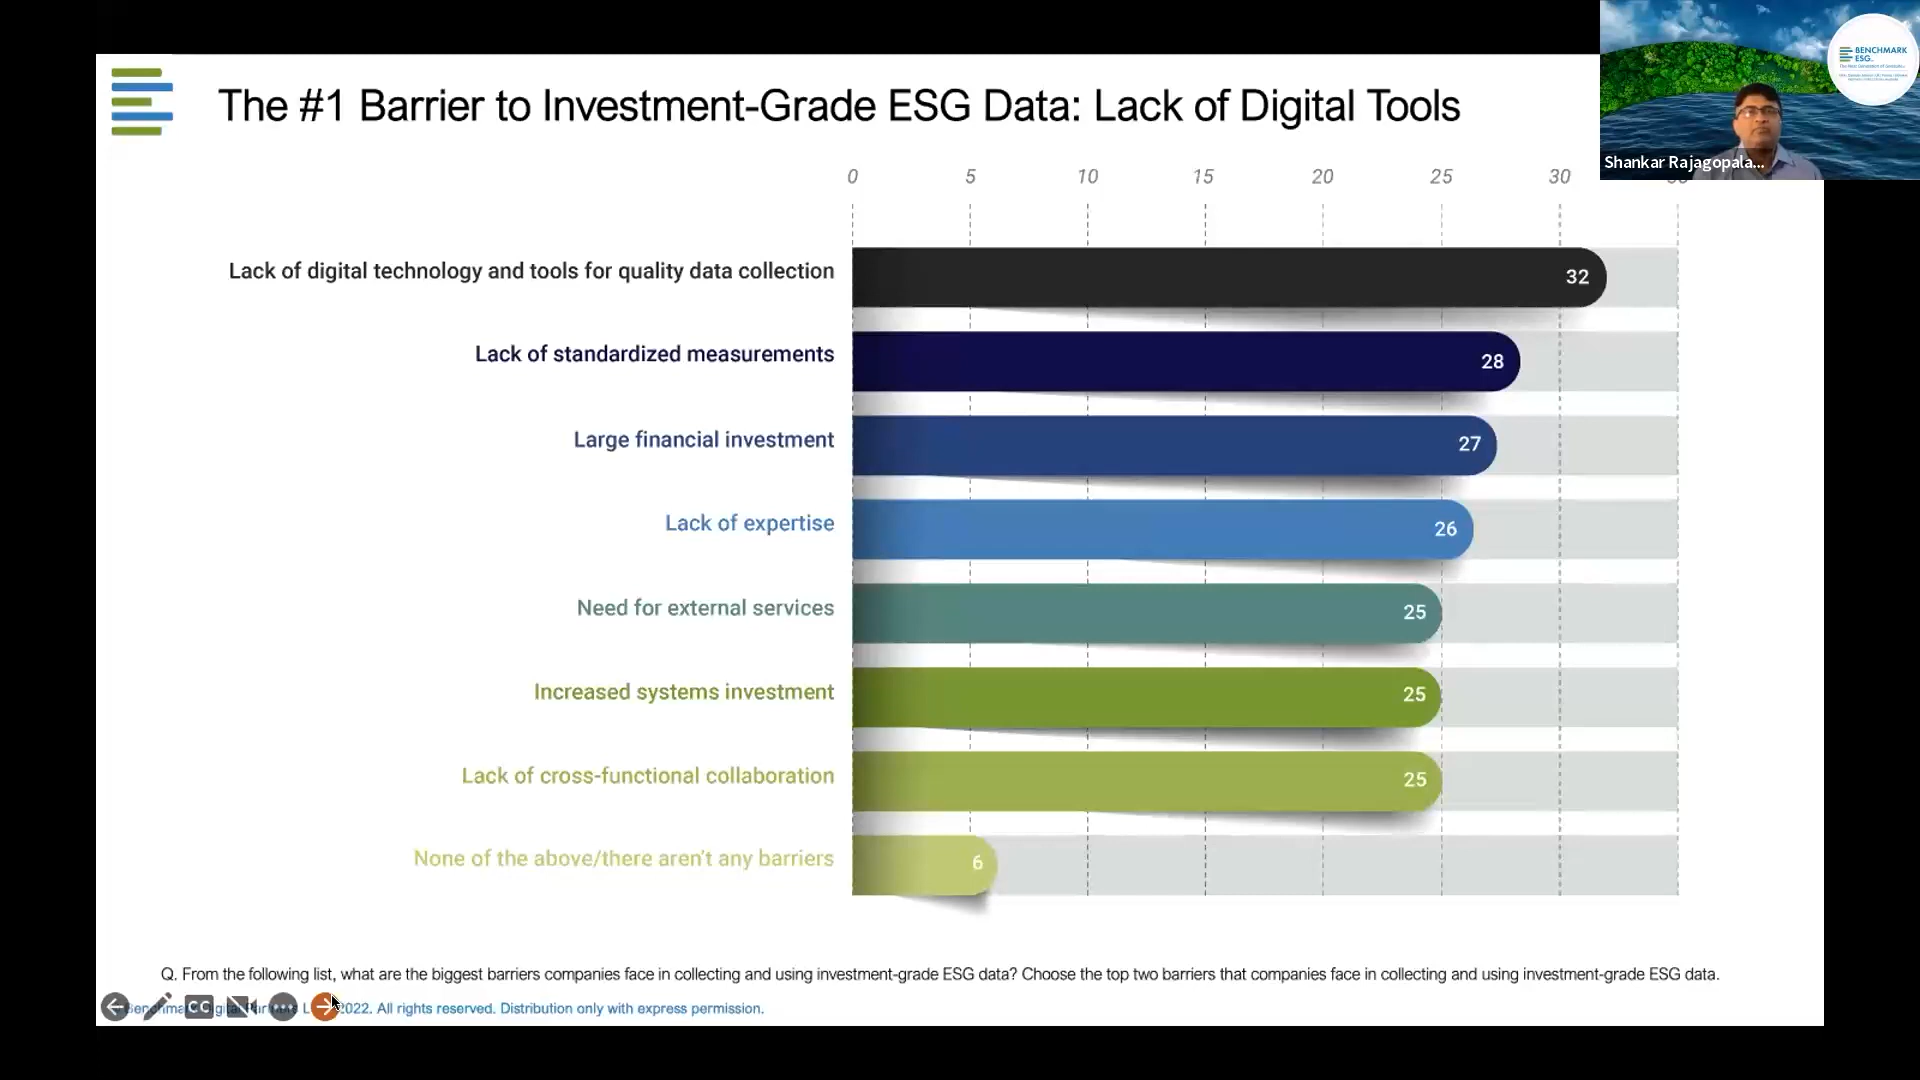 The #1 Barrier to Investment-Grade ESG Data: Lack of Digital Tools
BENCHMARK
ESG
Shankar Rajagopala...
0 5 10 15 20 25 30
Lack of digital technology and tools for quality data collection 32
Lack of standardized measurements 28
Large financial investment 27
Lack of expertise 26
Need for external services 25
Increased systems investment 25
Lack of cross-functional collaboration 25
None of the above/there aren't any barriers 6
Q. From the following list, what are the biggest barriers companies face in collecting and using investment-grade ESG data? Choose the top two barriers that companies face in collecting and using investment-grade ESG data.
CC
2022. All rights reserved. Distribution only with express permission.